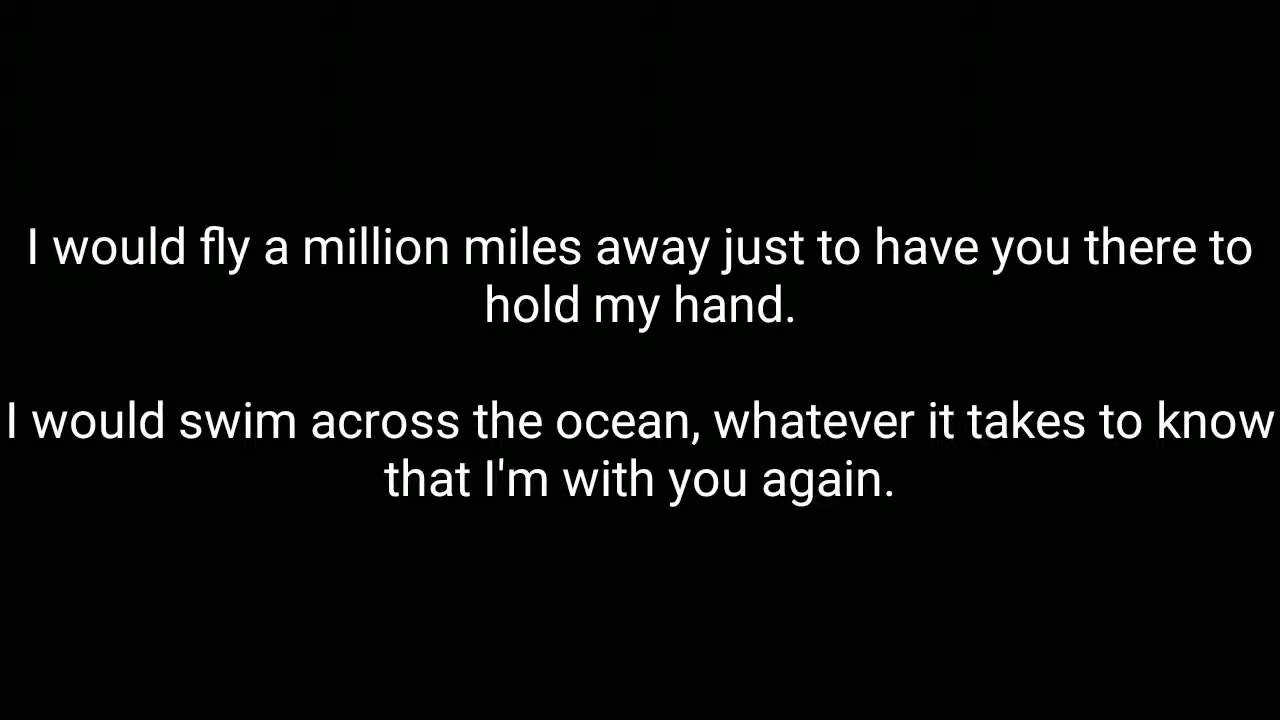 I would fly a million miles away just to have you there to
hold my hand.
I would swim across the ocean, whatever it takes to know
that I'm with you again.